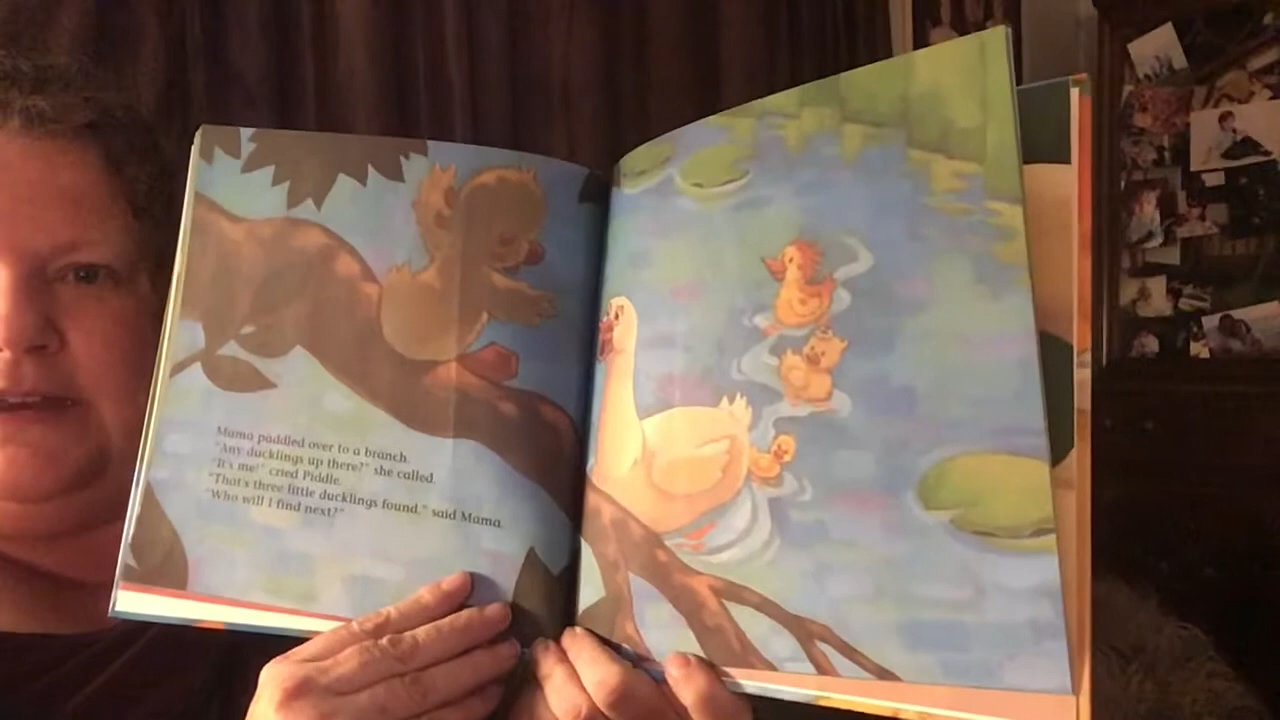 Mama paddled over to a branch.
"Any ducklings up there?" she called.
"It's me!" cried Piddle.
"That's three little ducklings found," said Mama.
"Who will I find next?"